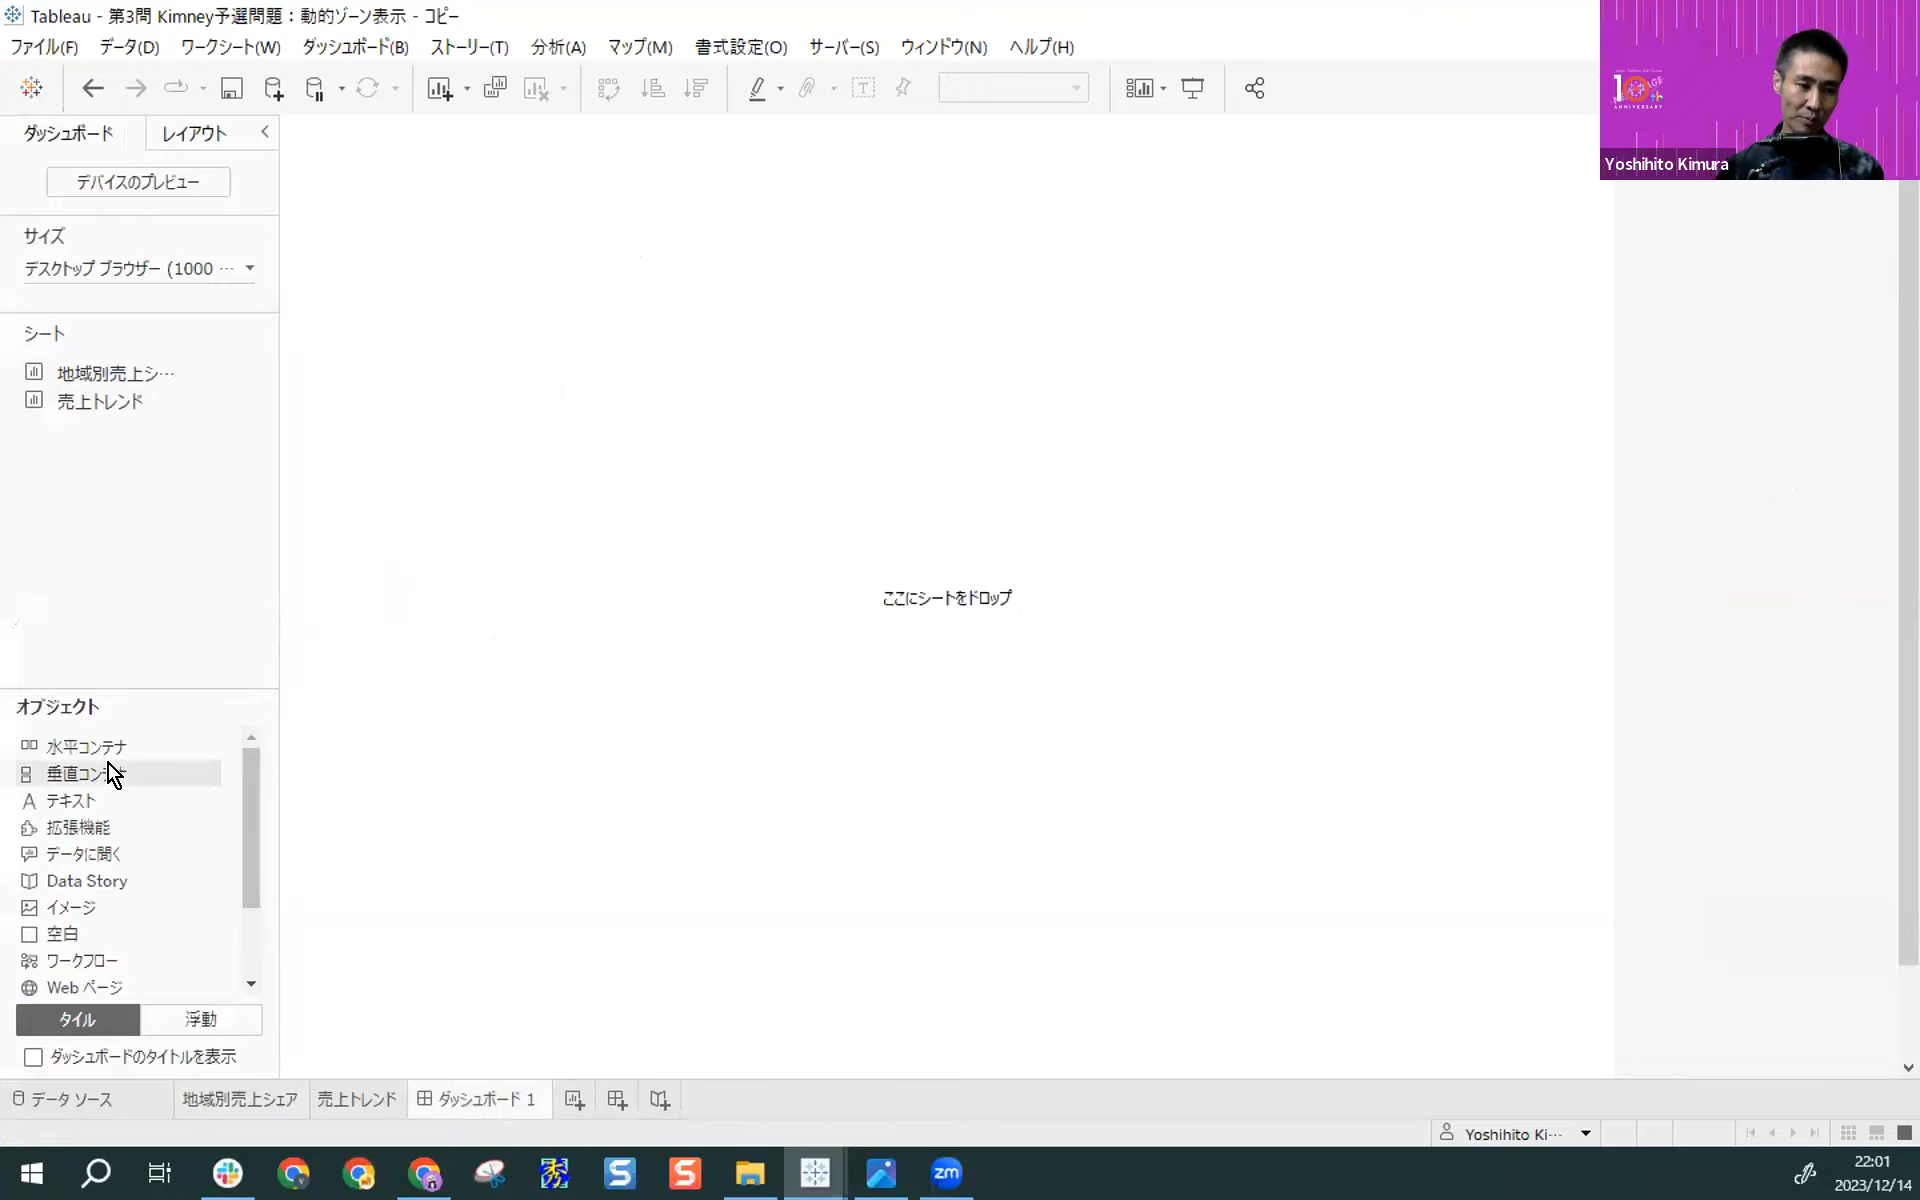 Tableau - 第3問 Kimney予選問題：動的ゾーン表示 - コピー
ファイル(F) データ(D) ワークシート(W) ダッシュボード(B) ストーリー(T) 分析(A) マップ(M) 書式設定(O) サーバー(S) ウィンドウ(N) ヘルプ(H)
10th
ANNIVERSARY
Yoshihito Kimura
ダッシュボード レイアウト
デバイスのプレビュー
サイズ
デスクトップ ブラウザー (1000 …
シート
地域別売上シ…
売上トレンド
ここにシートをドロップ
オブジェクト
水平コンテナ
垂直コンテナ
テキスト
拡張機能
データに聞く
Data Story
イメージ
空白
ワークフロー
Web ページ
タイル 浮動
ダッシュボードのタイトルを表示
データ ソース 地域別売上シェア 売上トレンド ダッシュボード 1
Yoshihito Ki…
秀 S S zm
22:01
2023/12/14